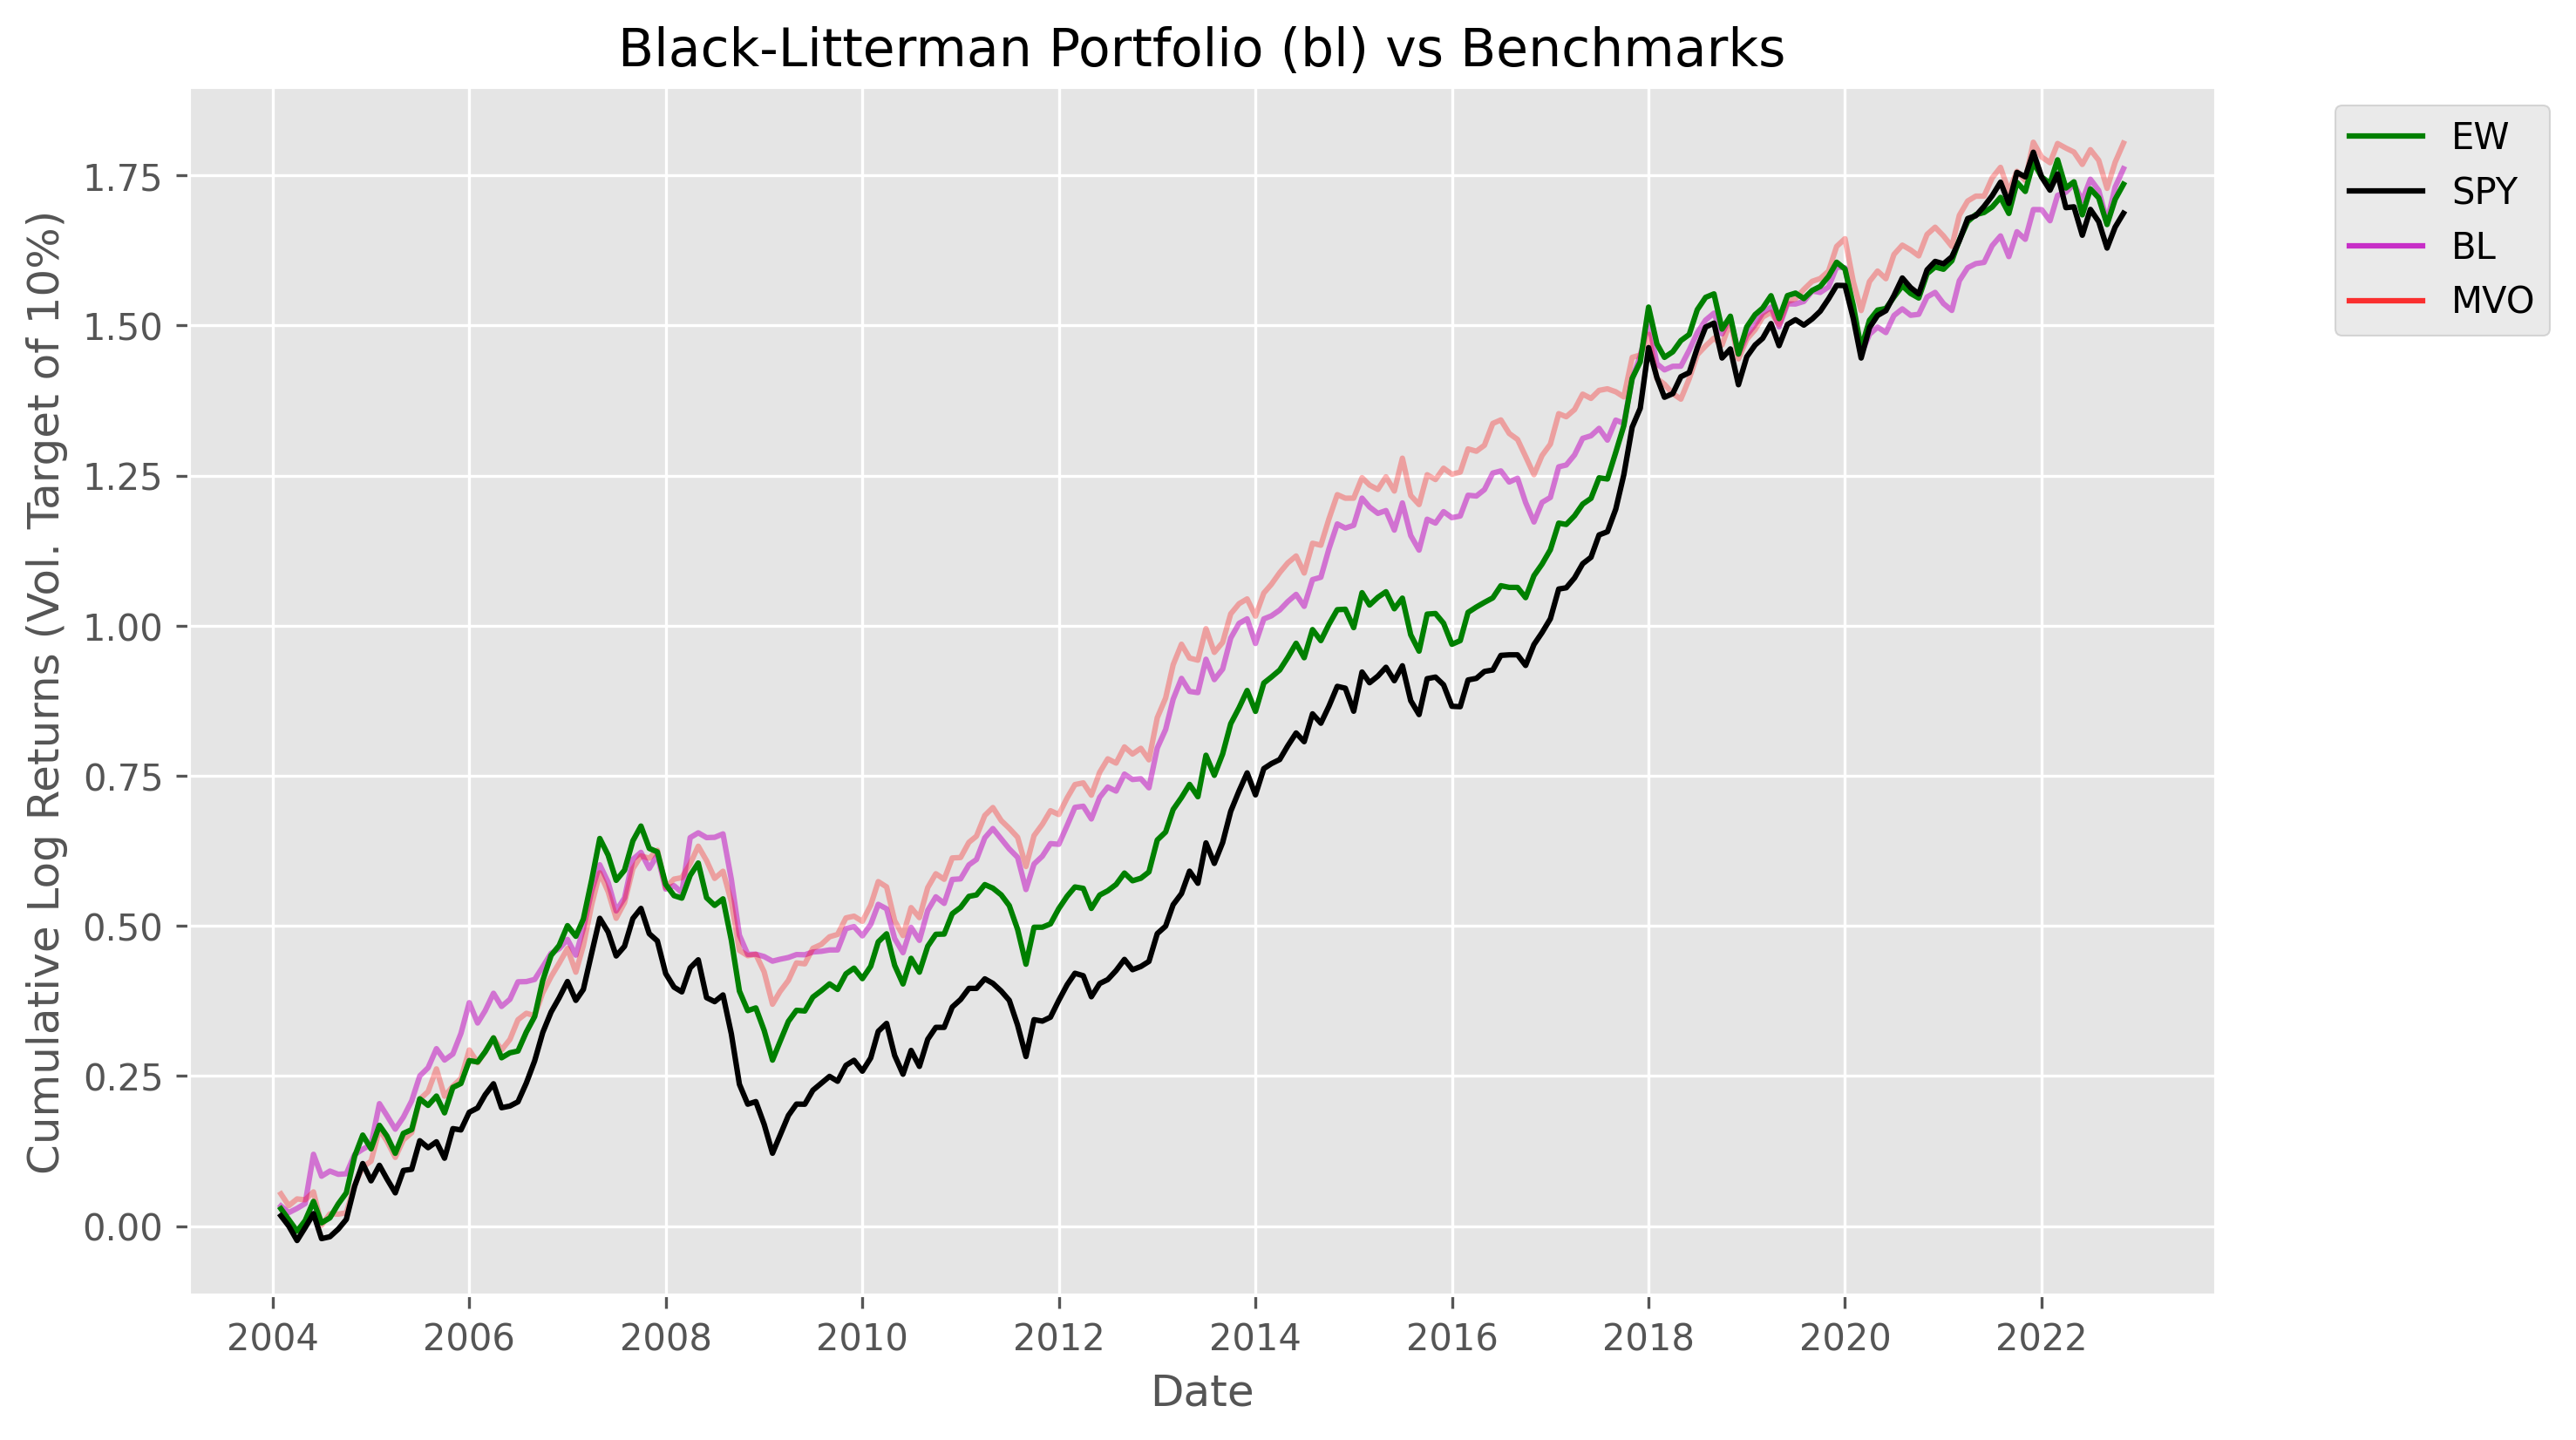 Black-Litterman Portfolio (bl) vs Benchmarks
EW
SPY
BL
MVO
Cumulative Log Returns (Vol. Target of 10%)
1.75
1.50
1.25
1.00
0.75
0.50
0.25
0.00
2004 2006 2008 2010 2012 2014 2016 2018 2020 2022
Date